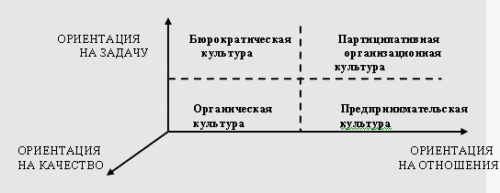 ОРИЕНТАЦИЯ
НА ЗАДАЧУ
Бюрократическая
культура
Партиципативная
организационная
культура
Органическая
культура
Предпринимательская
культура
ОРИЕНТАЦИЯ
НА КАЧЕСТВО
ОРИЕНТАЦИЯ
НА ОТНОШЕНИЯ